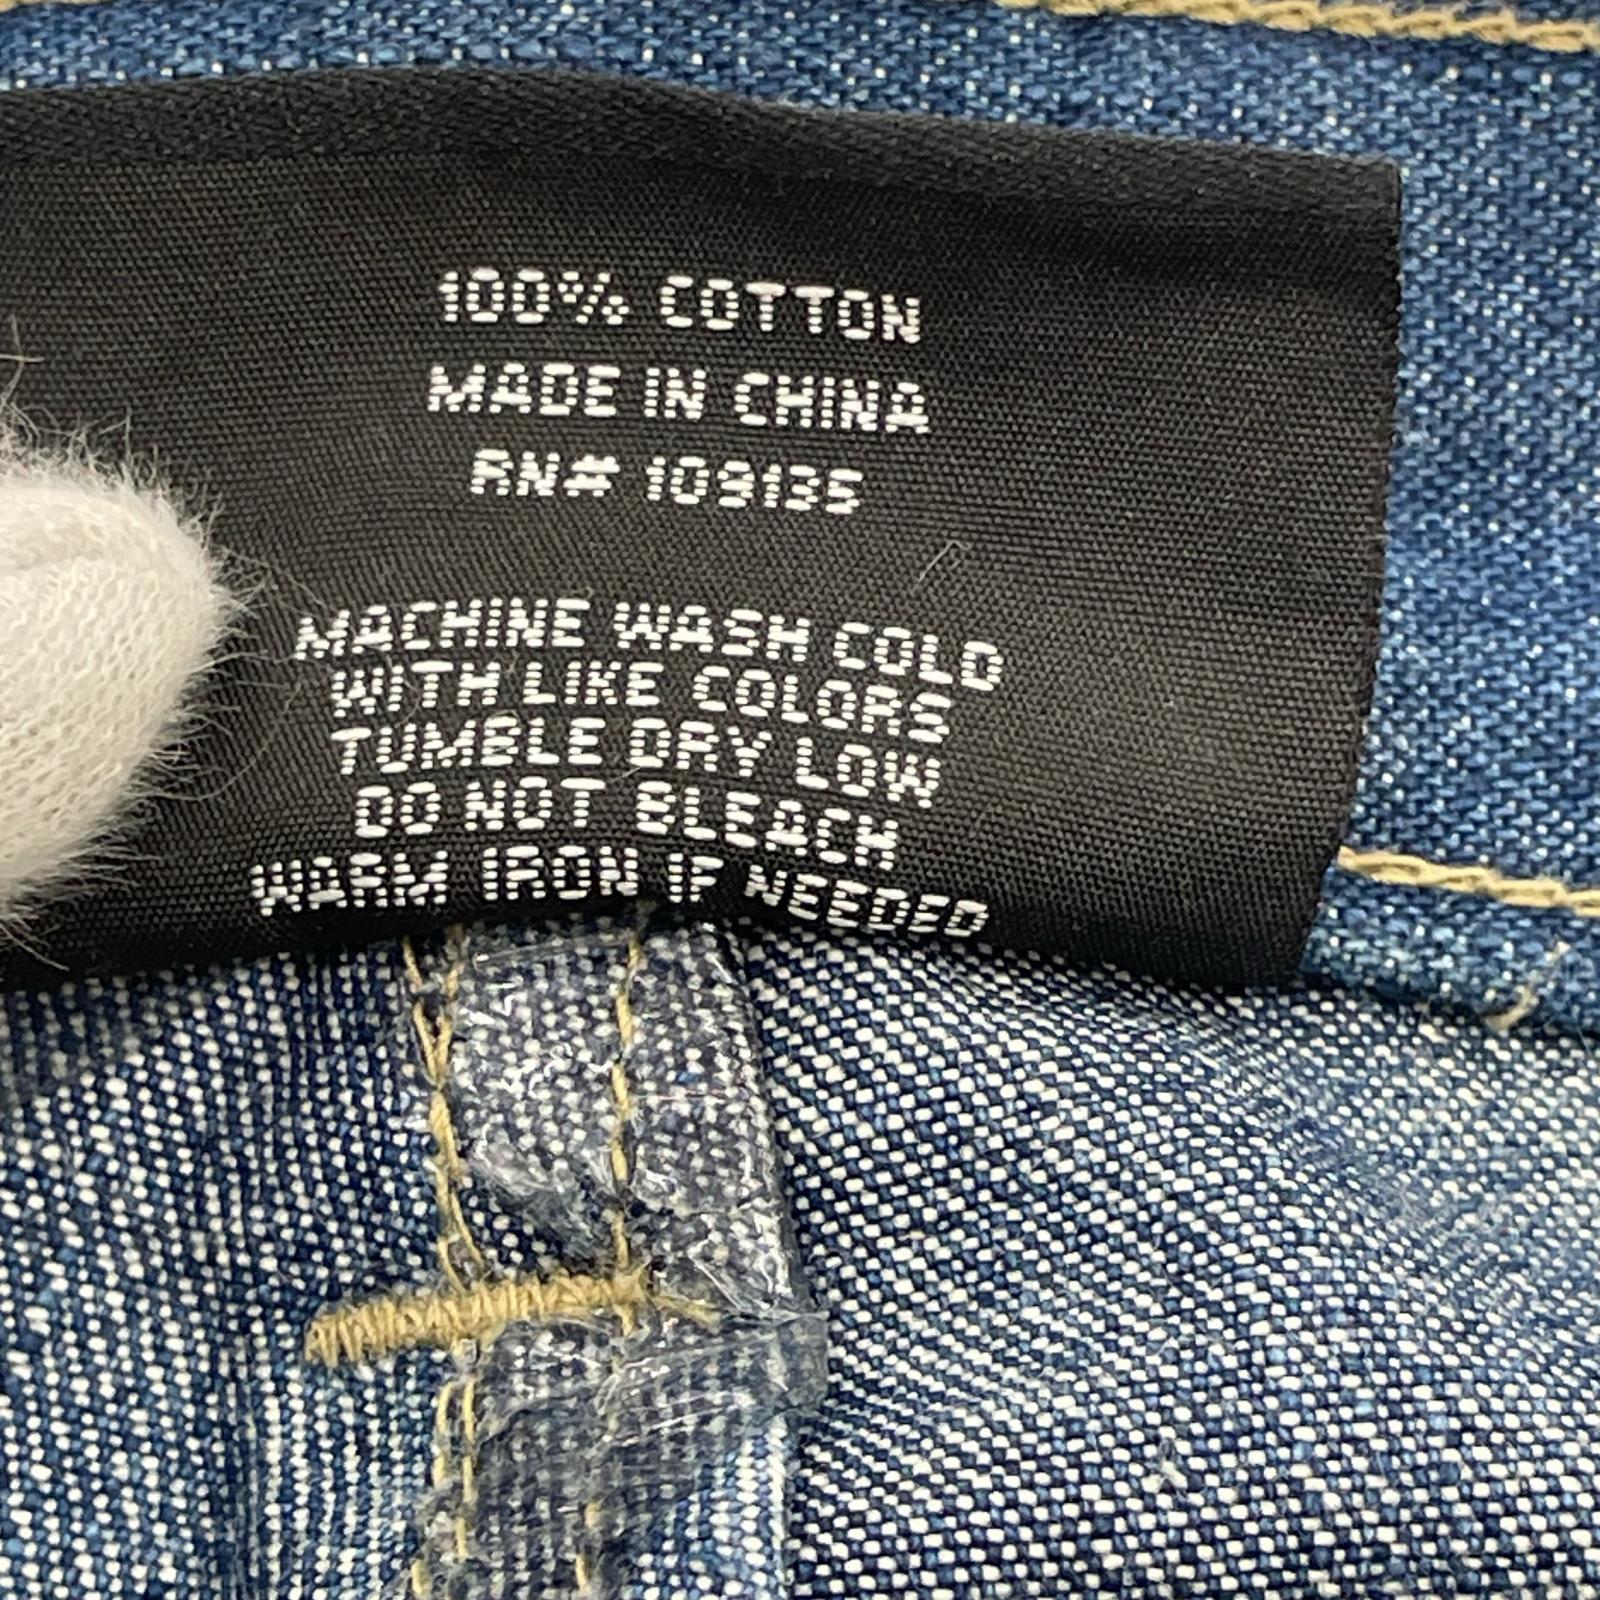 100% COTTON
MADE IN CHINA
RN# 109135
MACHINE WASH COLD
WITH LIKE COLORS
TUMBLE DRY LOW
DO NOT BLEACH
WARM IRON IF NEEDED